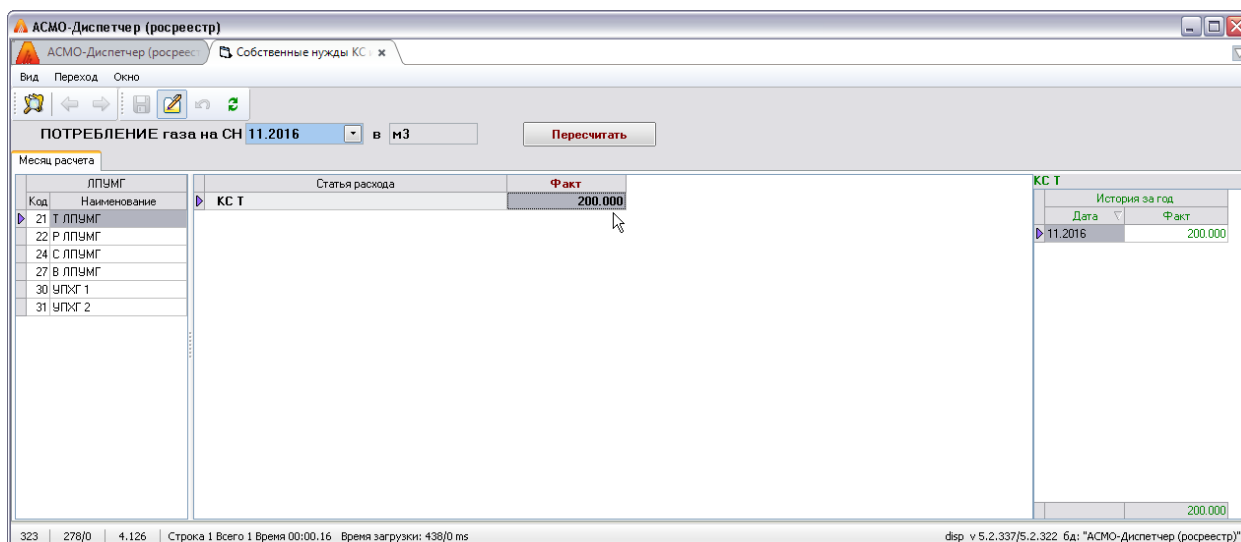 АСМО-Диспетчер (росреестр)
АСМО-Диспетчер (росреест
Собственные нужды КС
Вид Переход Окно
ПОТРЕБЛЕНИЕ газа на СН 11.2016 в м3 Пересчитать
Месяц расчета
ЛПУМГ Статья расхода Факт КС Т
Код Наименование КС Т 200.000 История за год
Дата Факт
21 Т ЛПУМГ
11.2016 200.000
22 Р ЛПУМГ
24 С ЛПУМГ
27 В ЛПУМГ
30 УПХГ 1
31 УПХГ 2
200.000
323 278/0 4.126 Строка 1 Всего 1 Время 00:00.16 Время загрузки: 438/0 ms disp v 5.2.337/5.2.322 бд: "АСМО-Диспетчер (росреестр)"